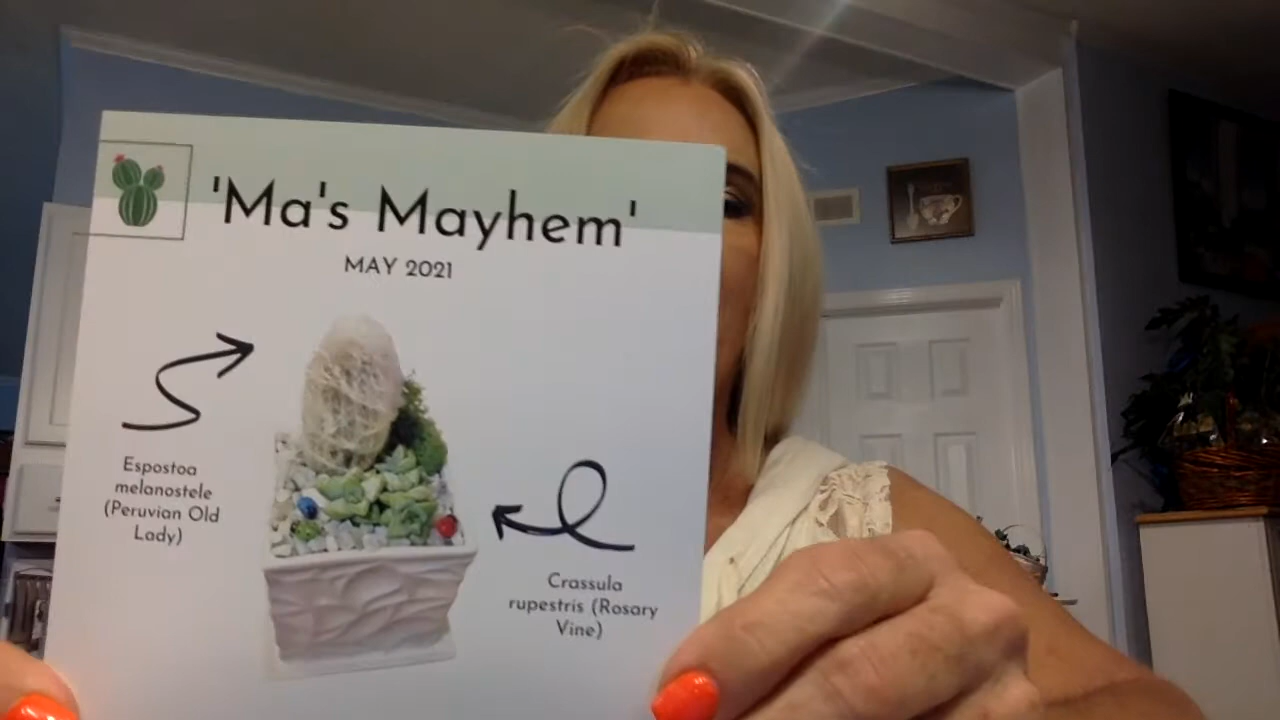 'Ma's Mayhem'
MAY 2021
Espostoa
melanostele
(Peruvian Old
Lady)
Crassula
rupestris (Rosary
Vine)